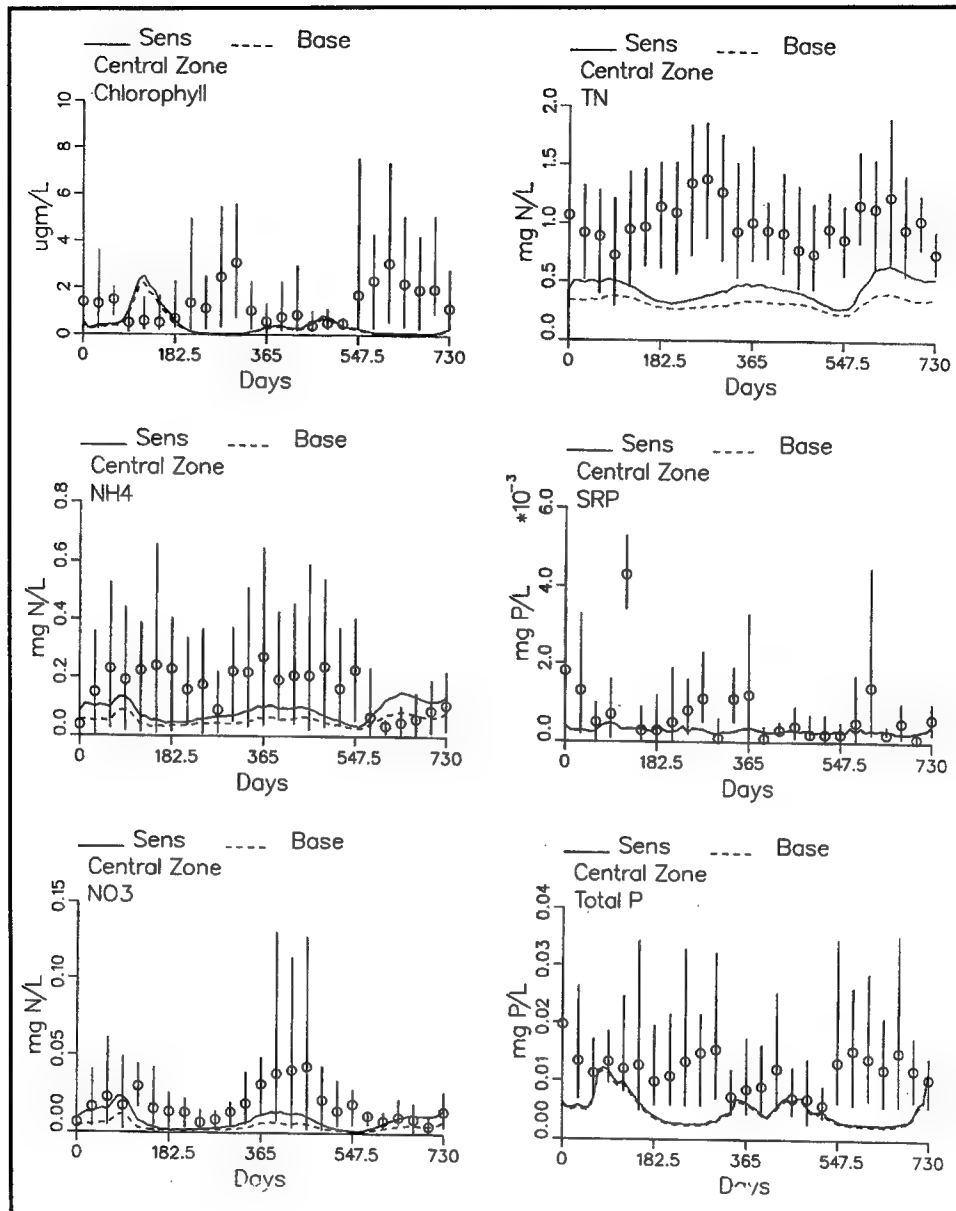 Sens Base
Central Zone
Chlorophyll
ugm/L
10
8
6
4
2
0
0 182.5 365 547.5 730
Days
Sens Base
Central Zone
TN
mg N/L
2.0
1.5
1.0
0.5
0.0
0 182.5 365 547.5 730
Days
Sens Base
Central Zone
NH4
mg N/L
0.8
0.6
0.4
0.2
0.0
0 182.5 365 547.5 730
Days
Sens Base
Central Zone
SRP
*10-3
mg P/L
6.0
4.0
2.0
0.0
0 182.5 365 547.5 730
Days
Sens Base
Central Zone
NO3
mg N/L
0.15
0.10
0.05
0.00
0 182.5 365 547.5 730
Days
Sens Base
Central Zone
Total P
mg P/L
0.04
0.03
0.02
0.01
0.00
0 182.5 365 547.5 730
Days